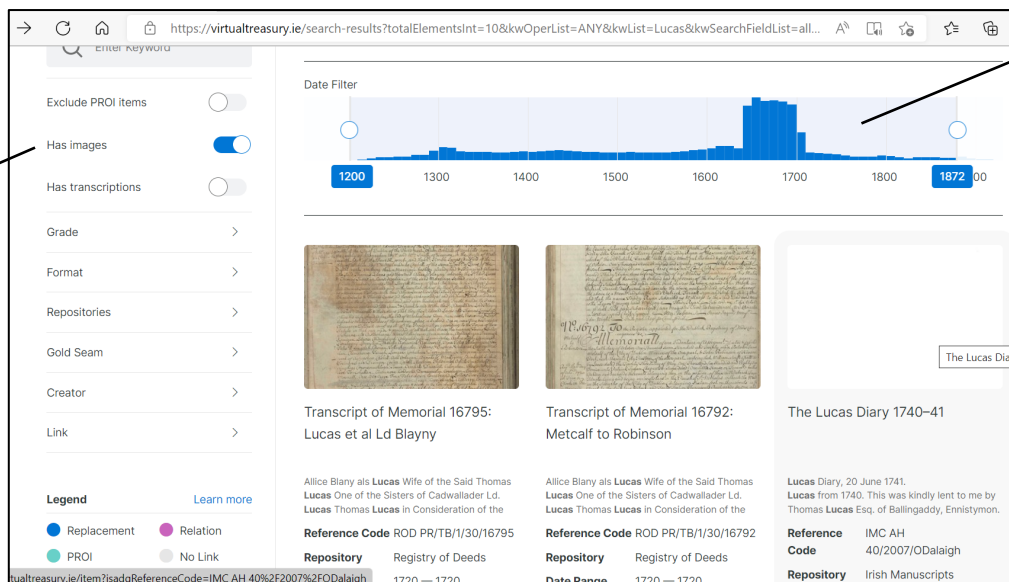 https://virtualtreasury.ie/search-results?totalElementsInt=10&kwOperList=ANY&kwList=Lucas&kwSearchFieldList=all...
Enter Keyword
Exclude PROI items
Has images
Has transcriptions
Grade
Format
Repositories
Gold Seam
Creator
Link
Legend
Learn more
Replacement
Relation
PROI
No Link
tualtreasury.ie/item?isadgReferenceCode=IMC AH 40%2F2007%2FODalaigh
Date Filter
1200
1300
1400
1500
1600
1700
1800
1872
00
No 16792 To
Memoriall
Transcript of Memorial 16795:
Lucas et al Ld Blayny
Allice Blany als Lucas Wife of the Said Thomas
Lucas One of the Sisters of Cadwallader Ld.
Lucas Thomas Lucas in Consideration of the
Reference Code ROD PR/TB/1/30/16795
Repository Registry of Deeds
1720 — 1720
Transcript of Memorial 16792:
Metcalf to Robinson
Allice Blany als Lucas Wife of the Said Thomas
Lucas One of the Sisters of Cadwallader Ld.
Lucas Thomas Lucas in Consideration of the
Reference Code ROD PR/TB/1/30/16792
Repository Registry of Deeds
Date Range 1720 — 1720
The Lucas Dia
The Lucas Diary 1740–41
Lucas Diary, 20 June 1741.
Lucas from 1740. This was kindly lent to me by
Thomas Lucas Esq. of Ballingaddy, Ennistymon.
Reference Code IMC AH 40/2007/ODalaigh
Repository Irish Manuscripts